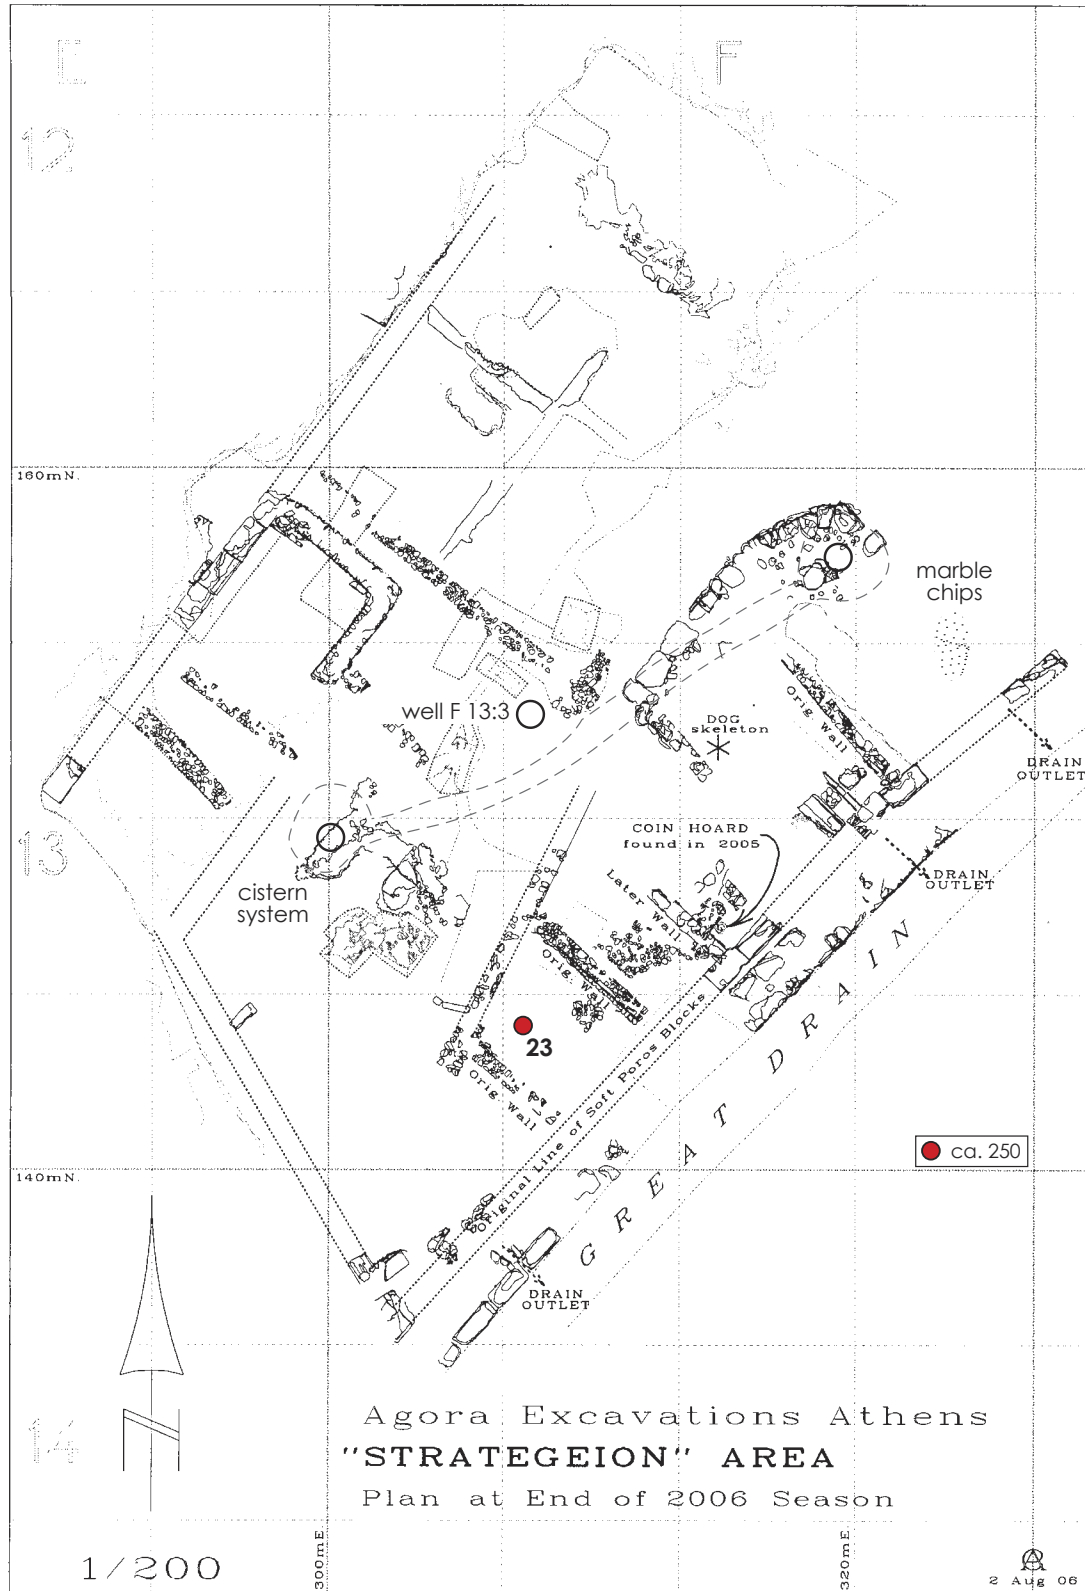 E
F
12
160mN.
marble
chips
well F 13:3
DOG
skeleton
Orig. Wall
DRAIN
OUTLET
COIN HOARD
found in 2005
13
DRAIN
OUTLET
cistern
system
Later Wall
Orig. Wall
23
Orig. Wall
Original Line of Soft Poros Blocks
GREAT DRAIN
ca. 250
140mN.
DRAIN
OUTLET
N
14
Agora Excavations Athens
"STRATEGEION" AREA
Plan at End of 2006 Season
1/200
300mE
320mE
2 Aug 06